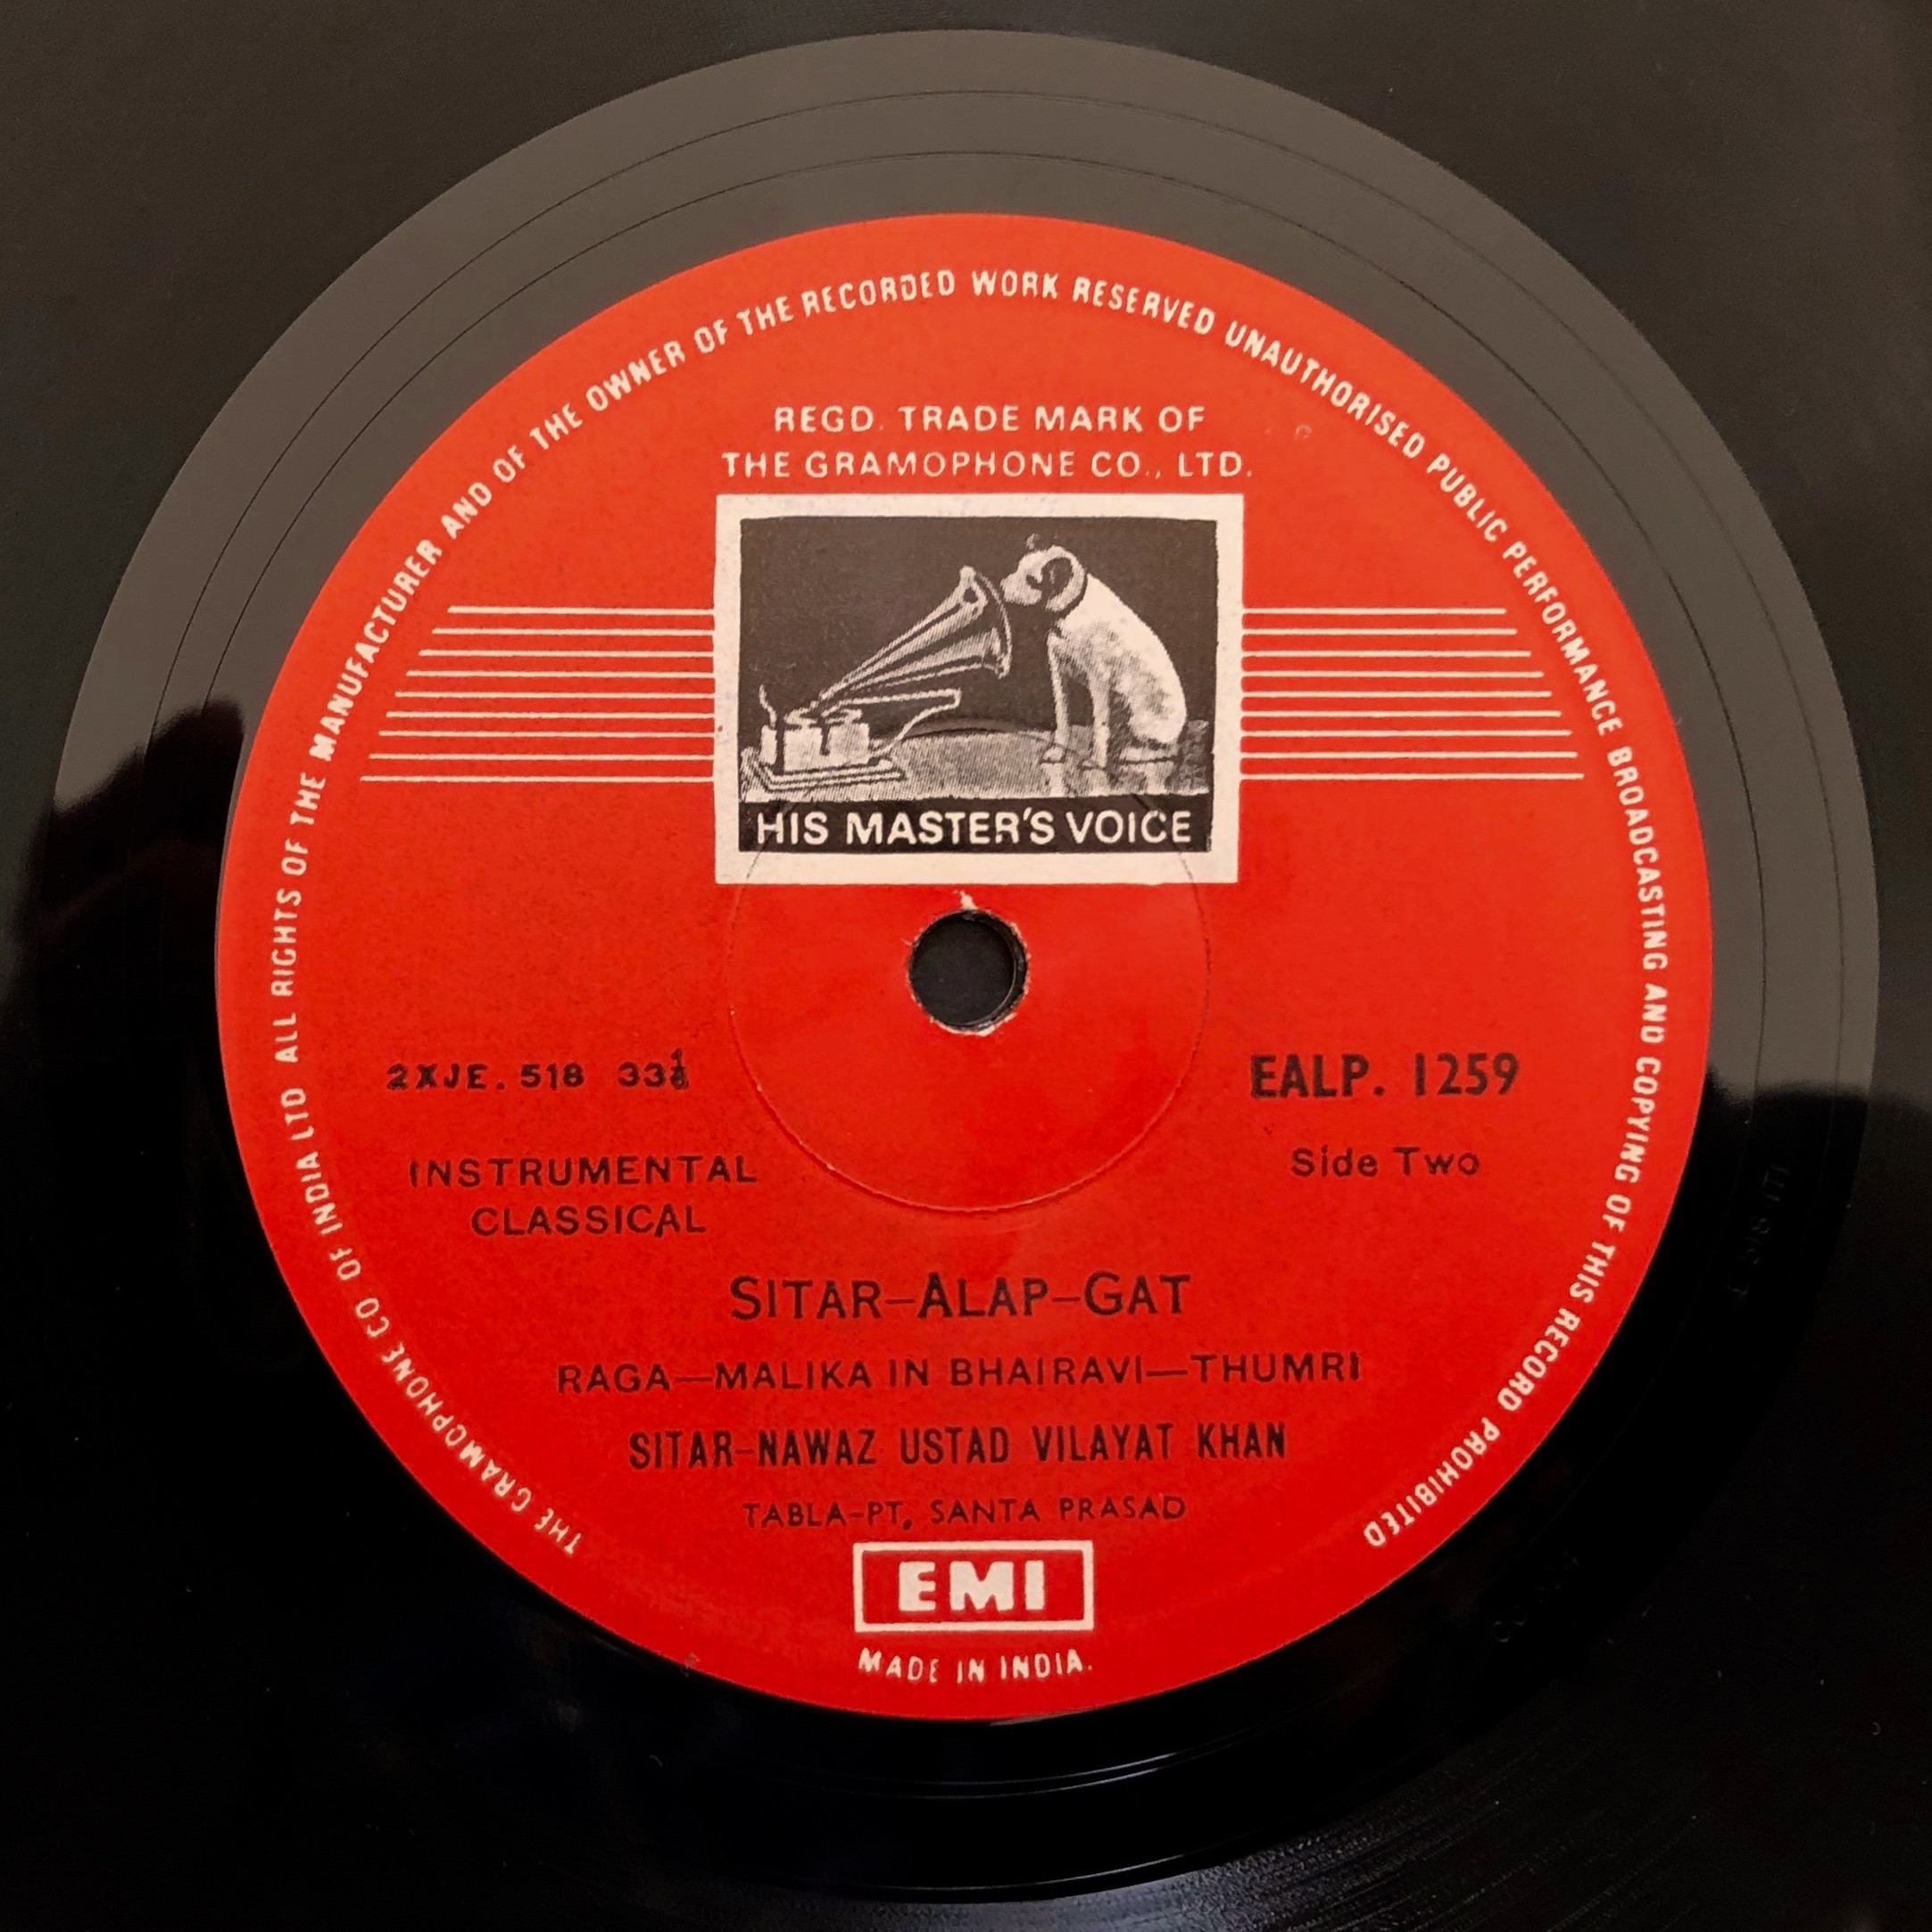 THE GRAMOPHONE CO OF INDIA LTD ALL RIGHTS OF THE MANUFACTURER AND OF THE OWNER OF THE RECORDED WORK RESERVED UNAUTHORISED PUBLIC PERFORMANCE BROADCASTING AND COPYING OF THIS RECORD PROHIBITED
REGD. TRADE MARK OF
THE GRAMOPHONE CO., LTD.
HIS MASTER'S VOICE
2XJE. 518 33⅓
EALP. 1259
Side Two
INSTRUMENTAL
CLASSICAL
SITAR–ALAP–GAT
RAGA—MALIKA IN BHAIRAVI—THUMRI
SITAR-NAWAZ USTAD VILAYAT KHAN
TABLA-PT, SANTA PRASAD
EMI
MADE IN INDIA.